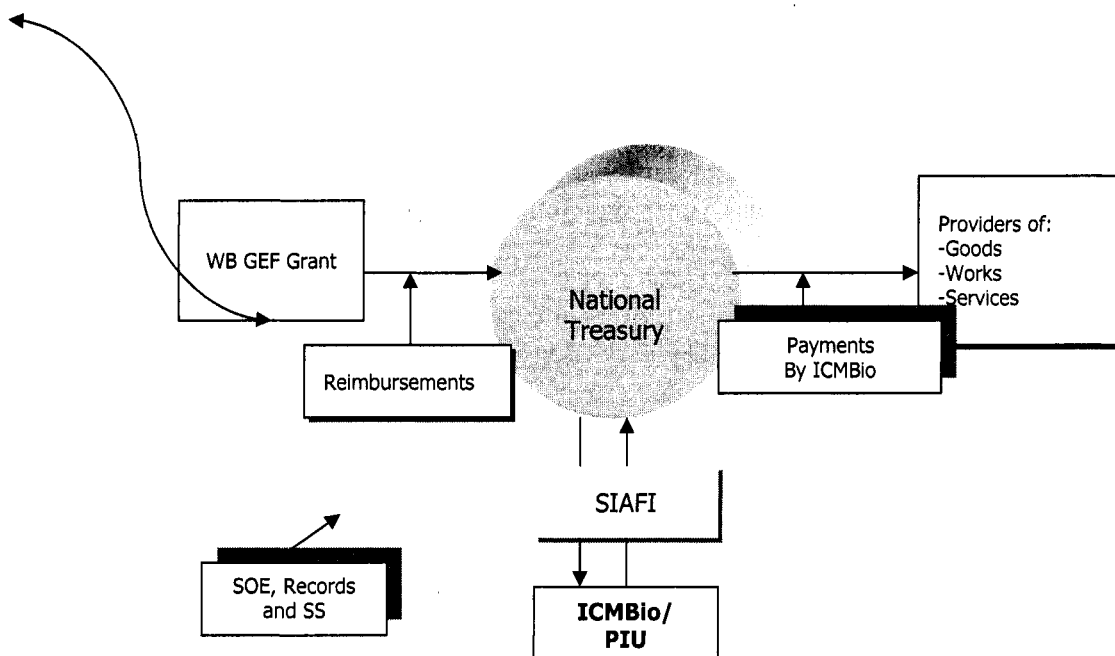 WB GEF Grant
National
Treasury
Providers of:
-Goods
-Works
-Services
Reimbursements
Payments
By ICMBio
SIAFI
SOE, Records
and SS
ICMBio/
PIU